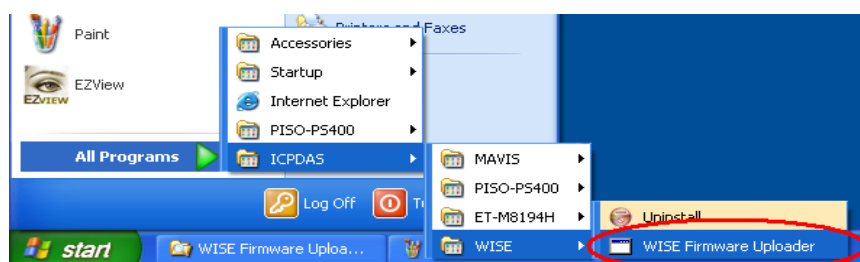 Paint
EZView
EZVIEW
All Programs
Log Off
Printers and Faxes
Accessories
Startup
Internet Explorer
PISO-PS400
ICPDAS
MAVIS
PISO-PS400
ET-M8194H
WISE
Uninstall
WISE Firmware Uploader
start
WISE Firmware Uploa...